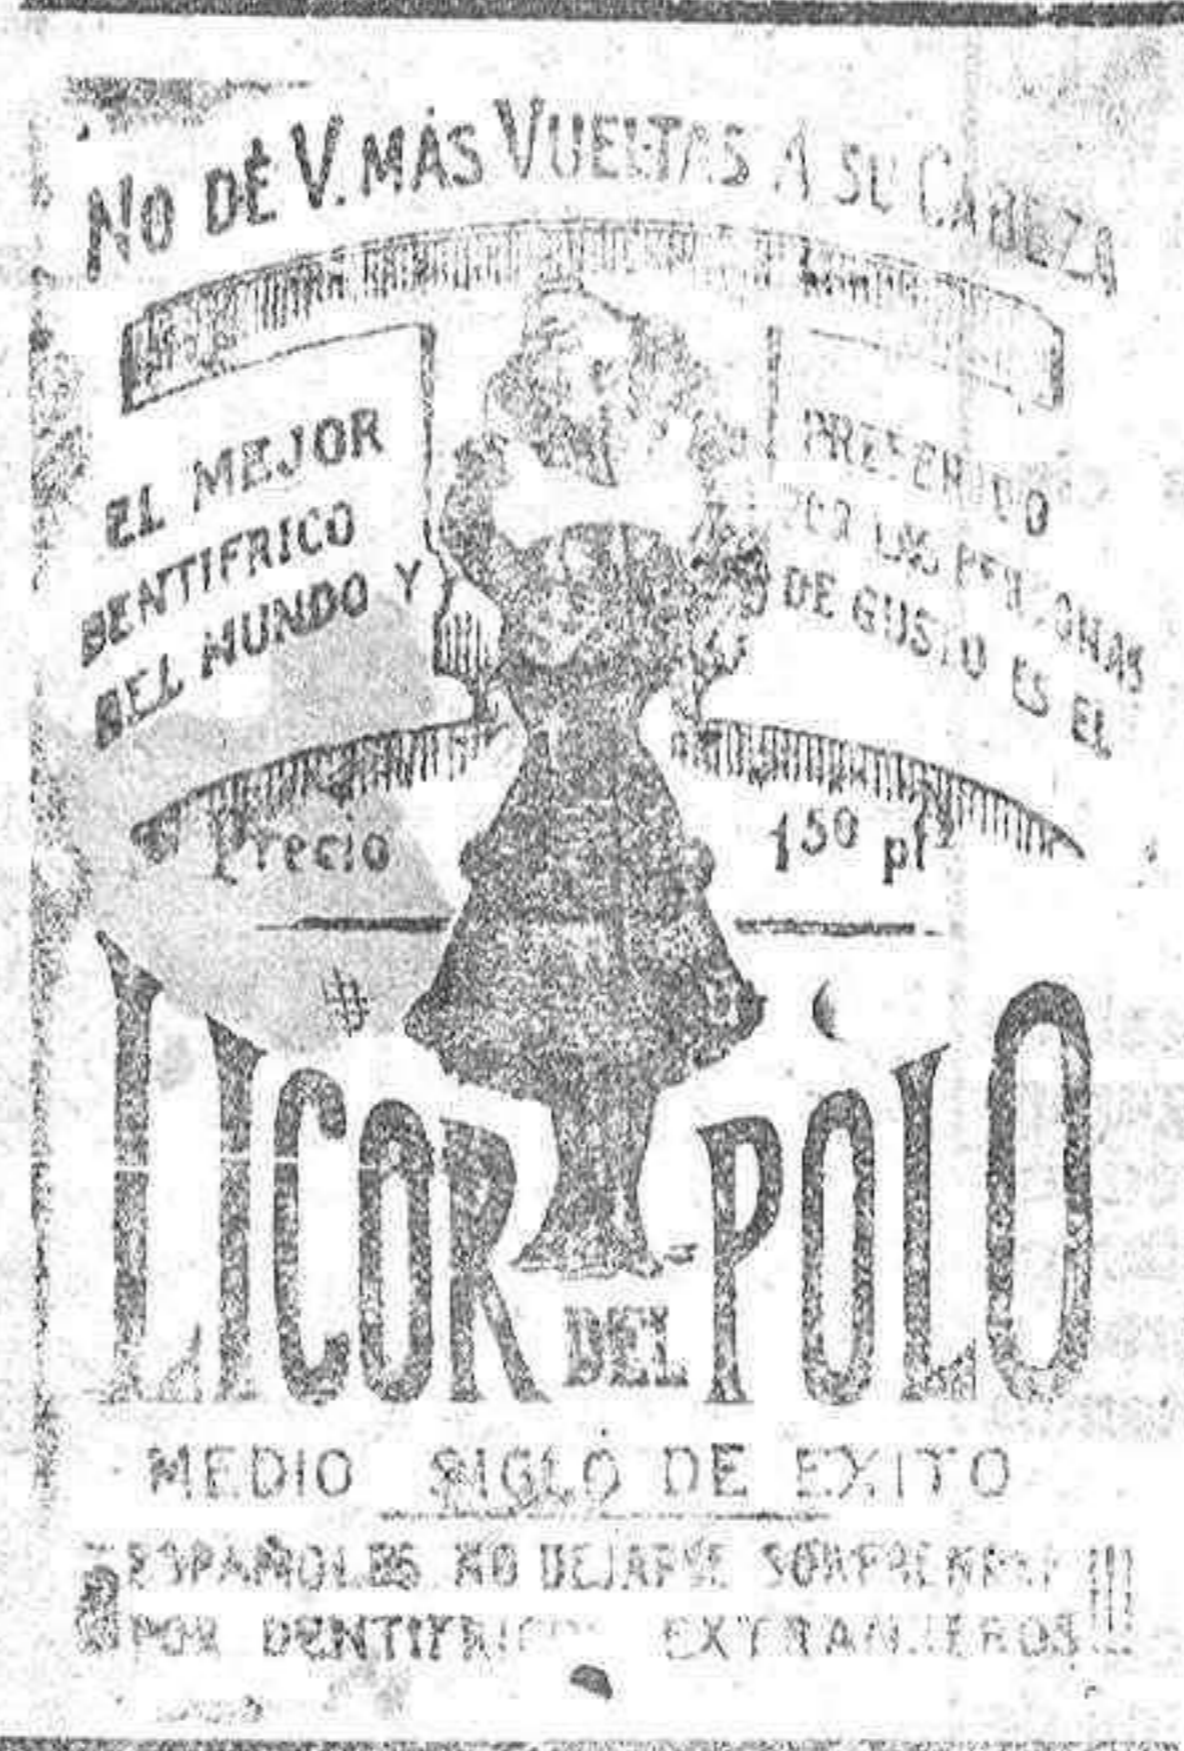 NO DÉ V. MÁS VUELTAS A SU CABEZA
EL MEJOR
DENTIFRICO
DEL MUNDO Y
PREFERIDO
POR LAS PERSONAS
DE GUSTO ES EL
Precio
1'50 pts
LICOR DEL POLO
MEDIO SIGLO DE EXITO
ESPAÑOLES NO DEJARSE SORPRENDER
POR DENTIFRICOS EXTRANJEROS!!!